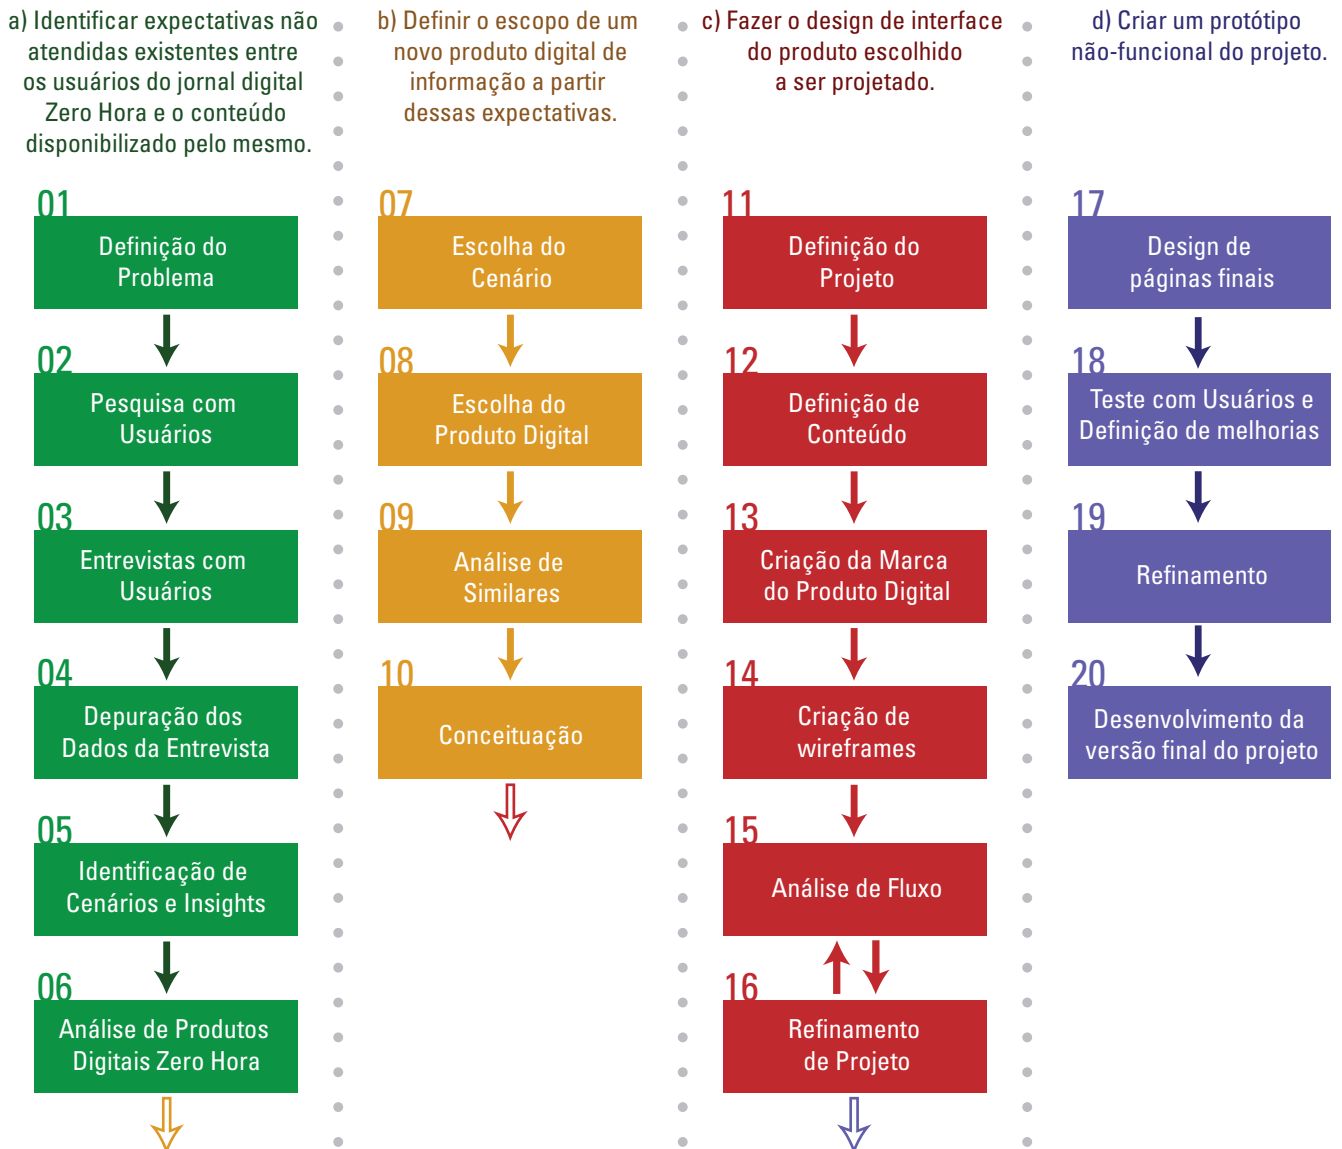 a) Identificar expectativas não
atendidas existentes entre
os usuários do jornal digital
Zero Hora e o conteúdo
disponibilizado pelo mesmo.
01
Definição do
Problema
02
Pesquisa com
Usuários
03
Entrevistas com
Usuários
04
Depuração dos
Dados da Entrevista
05
Identificação de
Cenários e Insights
06
Análise de Produtos
Digitais Zero Hora
b) Definir o escopo de um
novo produto digital de
informação a partir
dessas expectativas.
07
Escolha do
Cenário
08
Escolha do
Produto Digital
09
Análise de
Similares
10
Conceituação
c) Fazer o design de interface
do produto escolhido
a ser projetado.
11
Definição do
Projeto
12
Definição de
Conteúdo
13
Criação da Marca
do Produto Digital
14
Criação de
wireframes
15
Análise de Fluxo
16
Refinamento
de Projeto
d) Criar um protótipo
não-funcional do projeto.
17
Design de
páginas finais
18
Teste com Usuários e
Definição de melhorias
19
Refinamento
20
Desenvolvimento da
versão final do projeto